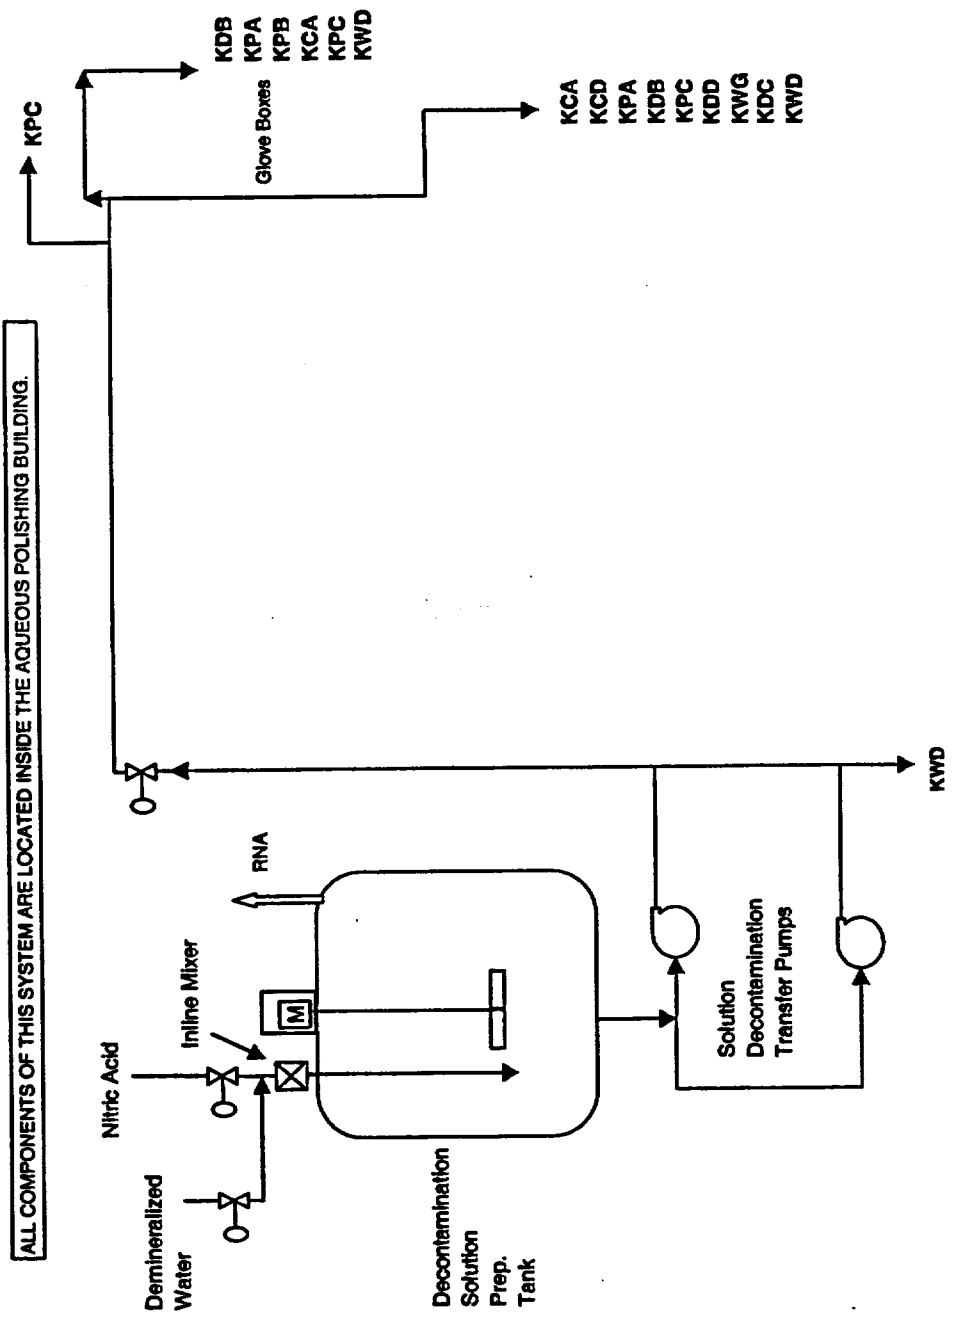 ALL COMPONENTS OF THIS SYSTEM ARE LOCATED INSIDE THE AQUEOUS POLISHING BUILDING.
Demineralized
Water
Nitric Acid
Inline Mixer
M
RNA
Decontamination
Solution
Prep.
Tank
Solution
Decontamination
Transfer Pumps
KWD
KPC
KDB
KPA
KPB
KCA
KPC
KWD
Glove Boxes
KCA
KCD
KPA
KDB
KPC
KDD
KWG
KDC
KWD